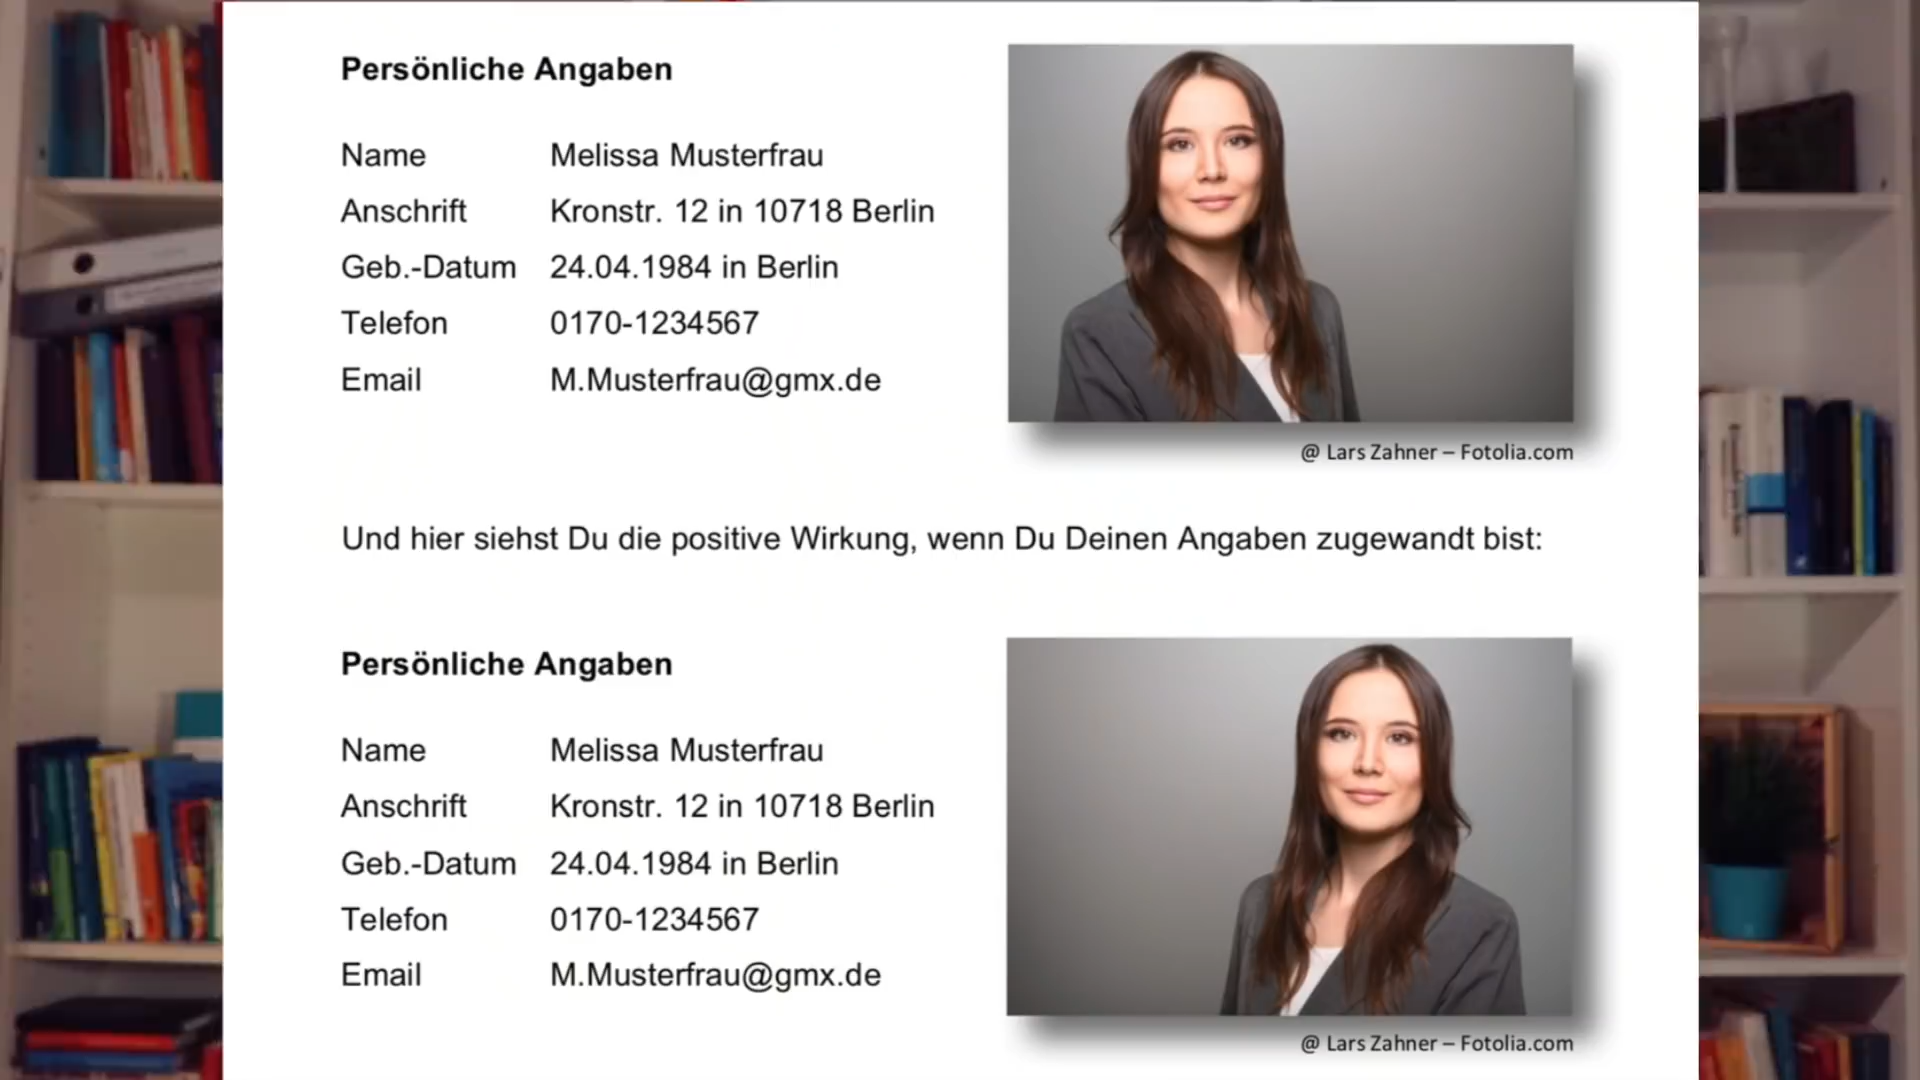 Persönliche Angaben
Name Melissa Musterfrau
Anschrift Kronstr. 12 in 10718 Berlin
Geb.-Datum 24.04.1984 in Berlin
Telefon 0170-1234567
Email M.Musterfrau@gmx.de
@ Lars Zahner – Fotolia.com
Und hier siehst Du die positive Wirkung, wenn Du Deinen Angaben zugewandt bist:
Persönliche Angaben
Name Melissa Musterfrau
Anschrift Kronstr. 12 in 10718 Berlin
Geb.-Datum 24.04.1984 in Berlin
Telefon 0170-1234567
Email M.Musterfrau@gmx.de
@ Lars Zahner – Fotolia.com